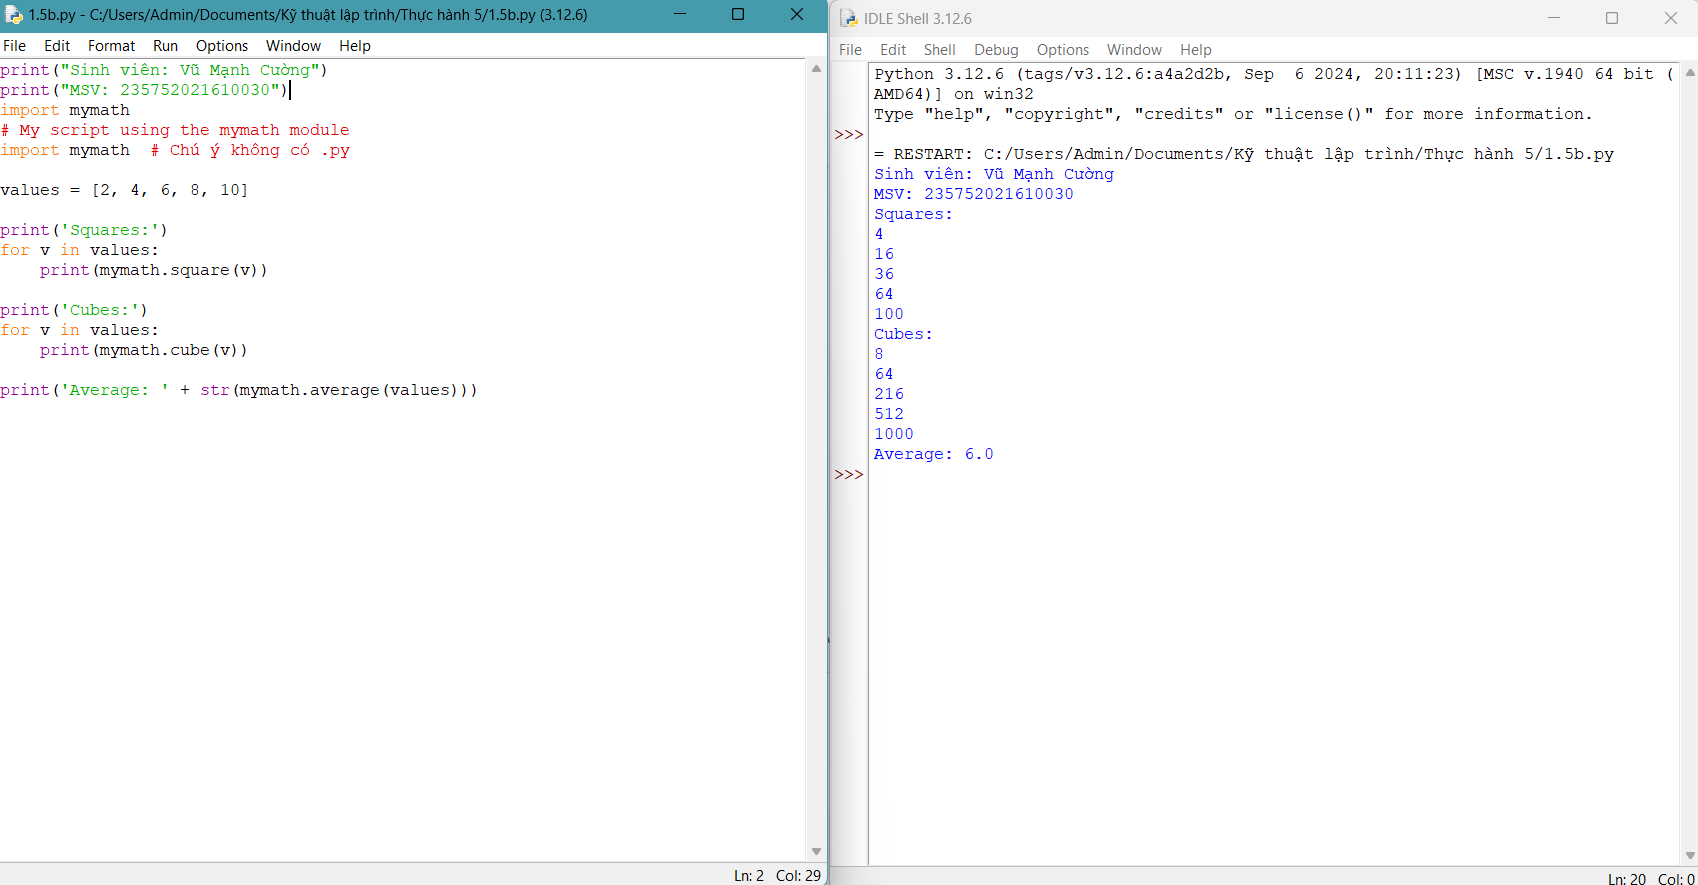 1.5b.py - C:/Users/Admin/Documents/Kỹ thuật lập trình/Thực hành 5/1.5b.py (3.12.6)
File Edit Format Run Options Window Help
print("Sinh viên: Vũ Mạnh Cường")
print("MSV: 235752021610030")
import mymath
# My script using the mymath module
import mymath  # Chú ý không có .py
values = [2, 4, 6, 8, 10]
print('Squares:')
for v in values:
    print(mymath.square(v))
print('Cubes:')
for v in values:
    print(mymath.cube(v))
print('Average: ' + str(mymath.average(values)))
Ln: 2 Col: 29
IDLE Shell 3.12.6
File Edit Shell Debug Options Window Help
Python 3.12.6 (tags/v3.12.6:a4a2d2b, Sep  6 2024, 20:11:23) [MSC v.1940 64 bit (
AMD64)] on win32
Type "help", "copyright", "credits" or "license()" for more information.
>>>
= RESTART: C:/Users/Admin/Documents/Kỹ thuật lập trình/Thực hành 5/1.5b.py
Sinh viên: Vũ Mạnh Cường
MSV: 235752021610030
Squares:
4
16
36
64
100
Cubes:
8
64
216
512
1000
Average: 6.0
>>>
Ln: 20 Col: 0